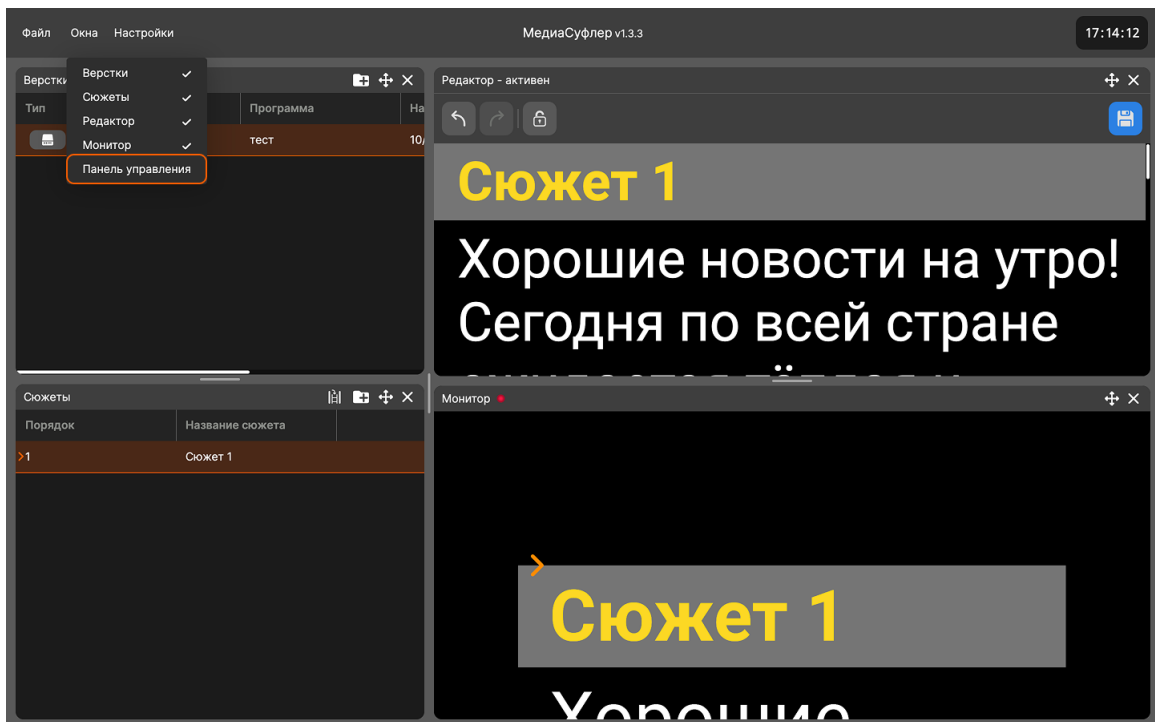 Файл Окна Настройки МедиаСуфлер v1.3.3 17:14:12
Верстки
Тип Программа На
тест 10/
Верстки
Сюжеты
Редактор
Монитор
Панель управления
Редактор - активен
Сюжет 1
Хорошие новости на утро!
Сегодня по всей стране
Сюжеты
Порядок Название сюжета
1 Сюжет 1
Монитор
Сюжет 1
Хорошие